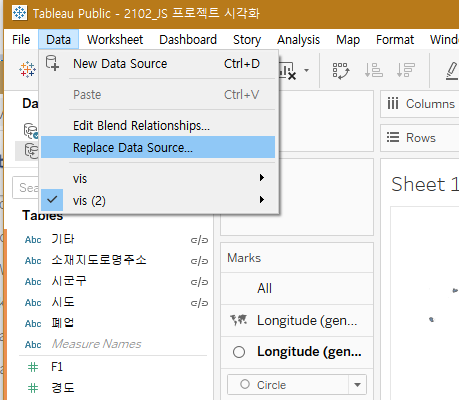 Tableau Public - 2102_JS 프로젝트 시각화
File Data Worksheet Dashboard Story Analysis Map Format
New Data Source Ctrl+D
Paste Ctrl+V
Edit Blend Relationships...
Replace Data Source...
vis
vis (2)
Da
Sear
Tables
Abc 기타
Abc 소재지도로명주소
Abc 시군구
Abc 시도
Abc 폐업
Abc Measure Names
# F1
# 경도
Columns
Rows
Sheet 1
Marks
All
Longitude (gen...
Longitude (gen...
Circle